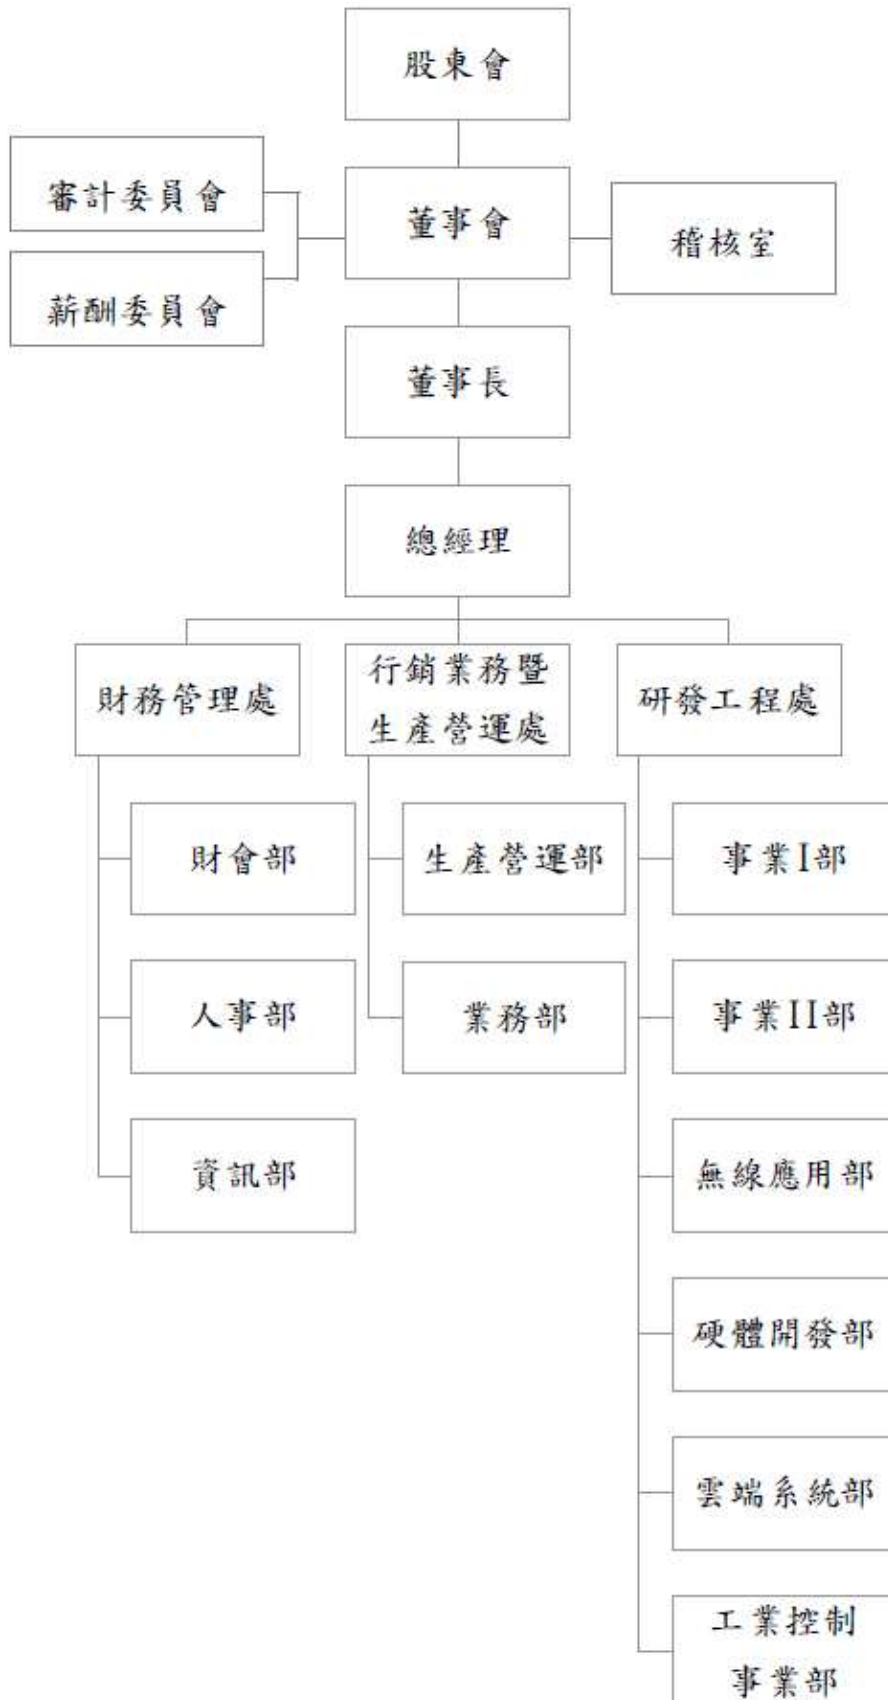 股東會
審計委員會
董事會
稽核室
薪酬委員會
董事長
總經理
財務管理處
行銷業務暨
生產營運處
研發工程處
財會部
生產營運部
事業I部
人事部
業務部
事業II部
資訊部
無線應用部
硬體開發部
雲端系統部
工業控制
事業部